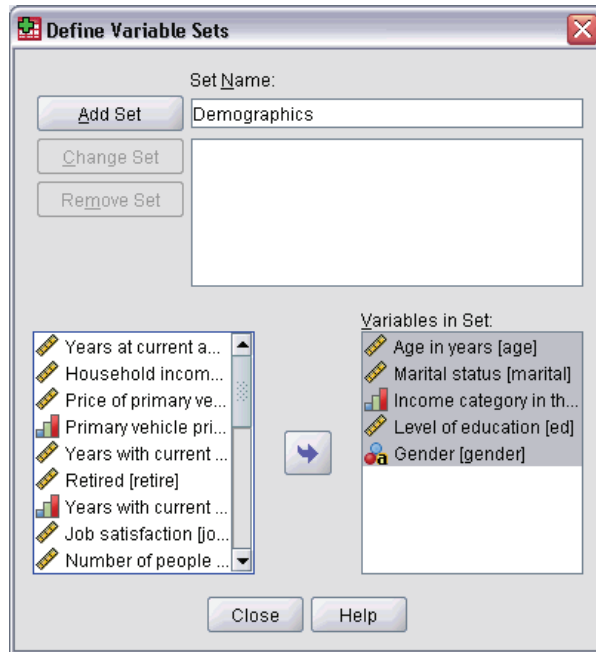 Define Variable Sets
Set Name:
Add Set
Demographics
Change Set
Remove Set
Years at current a...
Household incom...
Price of primary ve...
Primary vehicle pri...
Years with current ...
Retired [retire]
Years with current ...
Job satisfaction [jo...
Number of people ...
Variables in Set:
Age in years [age]
Marital status [marital]
Income category in th...
Level of education [ed]
a Gender [gender]
Close
Help